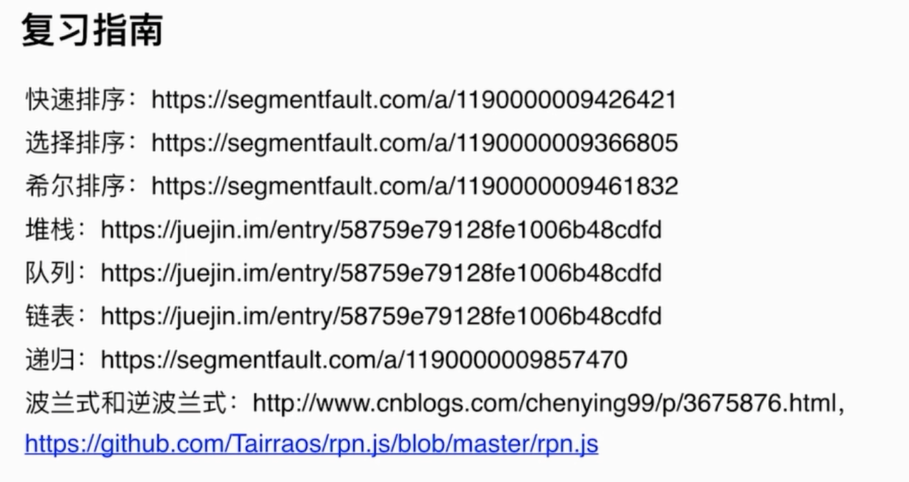 复习指南
快速排序：https://segmentfault.com/a/1190000009426421
选择排序：https://segmentfault.com/a/1190000009366805
希尔排序：https://segmentfault.com/a/1190000009461832
堆栈：https://juejin.im/entry/58759e79128fe1006b48cdfd
队列：https://juejin.im/entry/58759e79128fe1006b48cdfd
链表：https://juejin.im/entry/58759e79128fe1006b48cdfd
递归：https://segmentfault.com/a/1190000009857470
波兰式和逆波兰式：http://www.cnblogs.com/chenying99/p/3675876.html，
https://github.com/Tairraos/rpn.js/blob/master/rpn.js